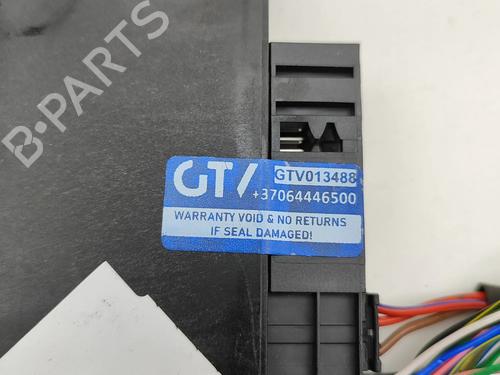 B-PARTS
GTV
GTV013488
+37064446500
WARRANTY VOID & NO RETURNS
IF SEAL DAMAGED!